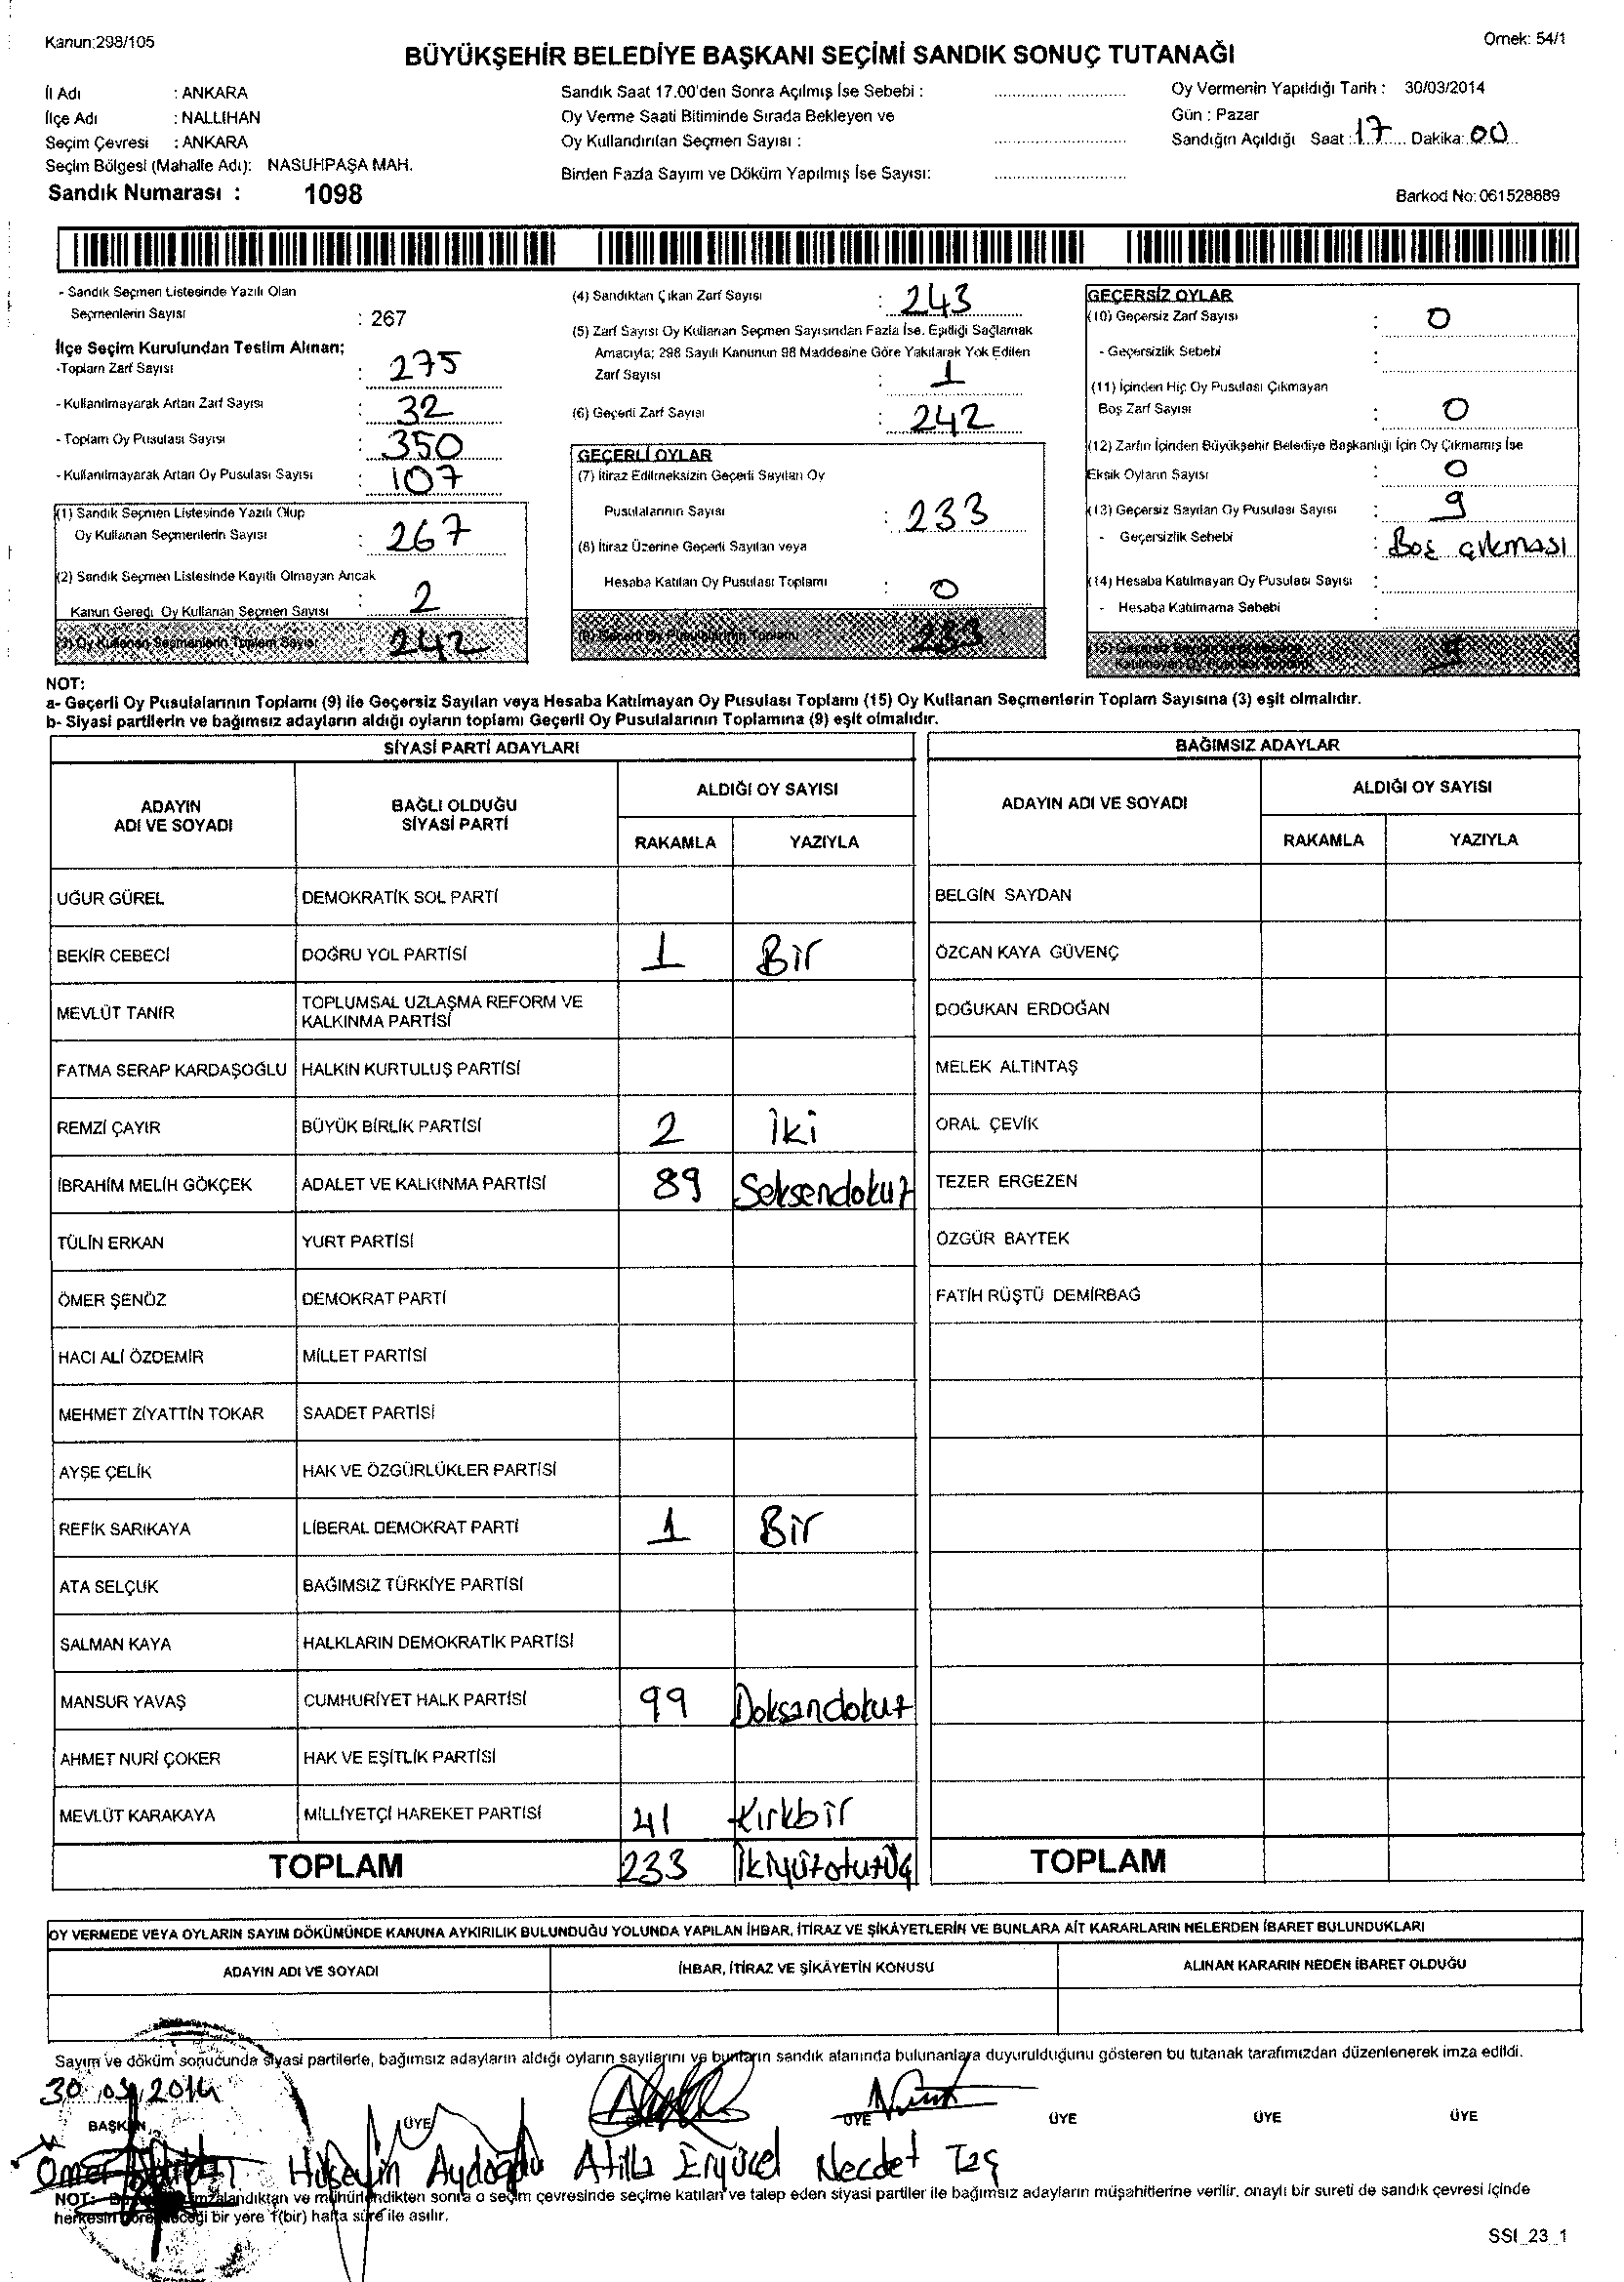 Kanun:298/105
Örnek: 54/1
BÜYÜKŞEHİR BELEDİYE BAŞKANI SEÇİMİ SANDIK SONUÇ TUTANAĞI
İl Adı : ANKARA
İlçe Adı : NALLIHAN
Seçim Çevresi : ANKARA
Seçim Bölgesi (Mahalle Adı): NASUHPAŞA MAH.
Sandık Numarası : 1098
Sandık Saat 17.00'den Sonra Açılmış İse Sebebi :
Oy Verme Saati Bitiminde Sırada Bekleyen ve
Oy Kullandırılan Seçmen Sayısı :
Birden Fazla Sayım ve Döküm Yapılmış İse Sayısı:
Oy Vermenin Yapıldığı Tarih : 30/03/2014
Gün : Pazar
Sandığın Açıldığı Saat : 17 Dakika: 00
Barkod No: 061528889
- Sandık Seçmen Listesinde Yazılı Olan
Seçmenlerin Sayısı : 267
İlçe Seçim Kurulundan Teslim Alınan;
-Toplam Zarf Sayısı : 275
- Kullanılmayarak Artan Zarf Sayısı : 32
- Toplam Oy Pusulası Sayısı : 350
- Kullanılmayarak Artan Oy Pusulası Sayısı : 107
(1) Sandık Seçmen Listesinde Yazılı Olup
Oy Kullanan Seçmenlerin Sayısı : 267
(2) Sandık Seçmen Listesinde Kayıtlı Olmayan Ancak
Kanun Gereği Oy Kullanan Seçmen Sayısı : 2
(3) Oy Kullanan Seçmenlerin Toplam Sayısı 242
(4) Sandıktan Çıkan Zarf Sayısı : 243
(5) Zarf Sayısı Oy Kullanan Seçmen Sayısından Fazla İse, Eşitliği Sağlamak
Amacıyla; 298 Sayılı Kanunun 98 Maddesine Göre Yakılarak Yok Edilen
Zarf Sayısı : 1
(6) Geçerli Zarf Sayısı : 242
GEÇERLİ OYLAR
(7) İtiraz Edilmeksizin Geçerli Sayılan Oy
Pusulalarının Sayısı : 233
(8) İtiraz Üzerine Geçerli Sayılan veya
Hesaba Katılan Oy Pusulası Toplamı : 0
(9) Geçerli Oy Pusulalarının Toplamı 233
GEÇERSİZ OYLAR
(10) Geçersiz Zarf Sayısı : 0
- Geçersizlik Sebebi :
(11) İçinden Hiç Oy Pusulası Çıkmayan
Boş Zarf Sayısı : 0
(12) Zarfın İçinden Büyükşehir Belediye Başkanlığı İçin Oy Çıkmamış İse
Eksik Oyların Sayısı : 0
(13) Geçersiz Sayılan Oy Pusulası Sayısı : 9
- Geçersizlik Sebebi : Boş çıkması
(14) Hesaba Katılmayan Oy Pusulası Sayısı :
- Hesaba Katılmama Sebebi :
(15) Geçersiz
Katılmayan Oy Pusulası Toplamı 9
NOT:
a- Geçerli Oy Pusulalarının Toplamı (9) ile Geçersiz Sayılan veya Hesaba Katılmayan Oy Pusulası Toplamı (15) Oy Kullanan Seçmenlerin Toplam Sayısına (3) eşit olmalıdır.
b- Siyasi partilerin ve bağımsız adayların aldığı oyların toplamı Geçerli Oy Pusulalarının Toplamına (9) eşit olmalıdır.
SİYASİ PARTİ ADAYLARI
ADAYIN ADI VE SOYADI
BAĞLI OLDUĞU SİYASİ PARTİ
ALDIĞI OY SAYISI
RAKAMLA YAZIYLA
UĞUR GÜREL DEMOKRATİK SOL PARTİ
BEKİR CEBECİ DOĞRU YOL PARTİSİ 1 Bir
MEVLÜT TANIR TOPLUMSAL UZLAŞMA REFORM VE
KALKINMA PARTİSİ
FATMA SERAP KARDAŞOĞLU HALKIN KURTULUŞ PARTİSİ
REMZİ ÇAYIR BÜYÜK BİRLİK PARTİSİ 2 İki
İBRAHİM MELİH GÖKÇEK ADALET VE KALKINMA PARTİSİ 89 Seksendokuz
TÜLİN ERKAN YURT PARTİSİ
ÖMER ŞENÖZ DEMOKRAT PARTİ
HACI ALİ ÖZDEMİR MİLLET PARTİSİ
MEHMET ZİYATTİN TOKAR SAADET PARTİSİ
AYŞE ÇELİK HAK VE ÖZGÜRLÜKLER PARTİSİ
REFİK SARIKAYA LİBERAL DEMOKRAT PARTİ 1 Bir
ATA SELÇUK BAĞIMSIZ TÜRKİYE PARTİSİ
SALMAN KAYA HALKLARIN DEMOKRATİK PARTİSİ
MANSUR YAVAŞ CUMHURİYET HALK PARTİSİ 99 Doksandokuz
AHMET NURİ ÇOKER HAK VE EŞİTLİK PARTİSİ
MEVLÜT KARAKAYA MİLLİYETÇİ HAREKET PARTİSİ 41 Kırkbir
TOPLAM 233 İkiyüzotuzüç
BAĞIMSIZ ADAYLAR
ADAYIN ADI VE SOYADI
ALDIĞI OY SAYISI
RAKAMLA YAZIYLA
BELGİN SAYDAN
ÖZCAN KAYA GÜVENÇ
DOĞUKAN ERDOĞAN
MELEK ALTINTAŞ
ORAL ÇEVİK
TEZER ERGEZEN
ÖZGÜR BAYTEK
FATİH RÜŞTÜ DEMİRBAĞ
TOPLAM
OY VERMEDE VEYA OYLARIN SAYIM DÖKÜMÜNDE KANUNA AYKIRILIK BULUNDUĞU YOLUNDA YAPILAN İHBAR, İTİRAZ VE ŞİKÂYETLERİN VE BUNLARA AİT KARARLARIN NELERDEN İBARET BULUNDUKLARI
ADAYIN ADI VE SOYADI
İHBAR, İTİRAZ VE ŞİKÂYETİN KONUSU
ALINAN KARARIN NEDEN İBARET OLDUĞU
Sayım ve döküm sonucunda siyasi partilerle, bağımsız adayların aldığı oyların sayılarını ve bunların sandık alanında bulunanlara duyurulduğunu gösteren bu tutanak tarafımızdan düzenlenerek imza edildi.
30.03.2014
BAŞKAN ÜYE ÜYE ÜYE ÜYE ÜYE ÜYE
Ömer Hüseyin Aydoğdu Atilla Eryücel Necdet Taş
NOT: imzalandıktan ve mühürlendikten sonra o seçim çevresinde seçime katılan ve talep eden siyasi partiler ile bağımsız adayların müşahitlerine verilir, onaylı bir sureti de sandık çevresi içinde
herkesin göreceği bir yere 1(bir) hafta süre ile asılır.
SSI_23_1